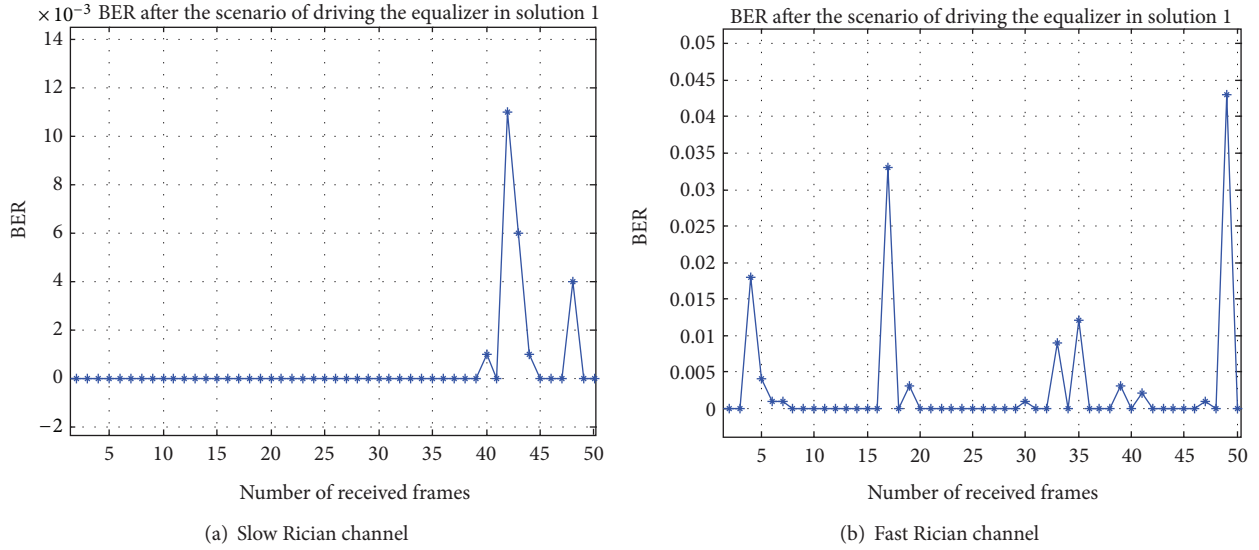 × 10⁻³ BER after the scenario of driving the equalizer in solution 1
14
12
10
8
6
4
2
0
−2
BER
5 10 15 20 25 30 35 40 45 50
Number of received frames
(a) Slow Rician channel
BER after the scenario of driving the equalizer in solution 1
0.05
0.045
0.04
0.035
0.03
0.025
0.02
0.015
0.01
0.005
0
BER
5 10 15 20 25 30 35 40 45 50
Number of received frames
(b) Fast Rician channel